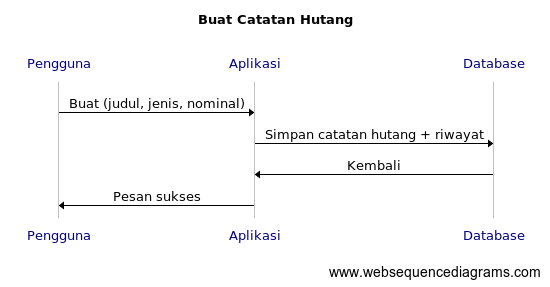 Buat Catatan Hutang
Pengguna Aplikasi Database
Buat (judul, jenis, nominal)
Simpan catatan hutang + riwayat
Kembali
Pesan sukses
Pengguna Aplikasi Database
www.websequencediagrams.com